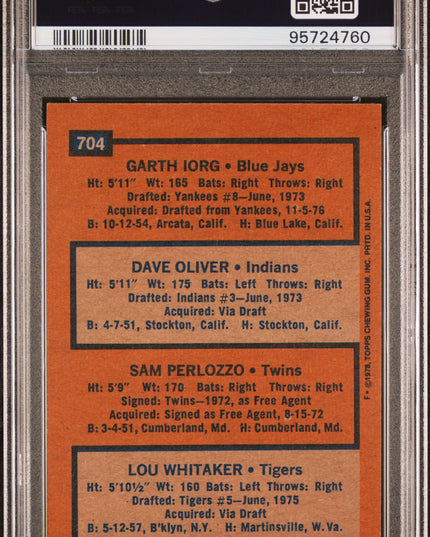 95724760
704
GARTH IORG • Blue Jays
Ht: 5'11" Wt: 165 Bats: Right Throws: Right
Drafted: Yankees #8—June, 1973
Acquired: Drafted from Yankees, 11-5-76
B: 10-12-54, Arcata, Calif. H: Blue Lake, Calif.
DAVE OLIVER • Indians
Ht: 5'11" Wt: 175 Bats: Left Throws: Right
Drafted: Indians #3—June, 1973
Acquired: Via Draft
B: 4-7-51, Stockton, Calif. H: Stockton, Calif.
SAM PERLOZZO • Twins
Ht: 5'9" Wt: 170 Bats: Right Throws: Right
Signed: Twins—1972, as Free Agent
Acquired: Signed as Free Agent, 8-15-72
B: 3-4-51, Cumberland, Md. H: Cumberland, Md.
LOU WHITAKER • Tigers
Ht: 5'10½" Wt: 160 Bats: Left Throws: Right
Drafted: Tigers #5—June, 1975
Acquired: Via Draft
B: 5-12-57, B'klyn, N.Y. H: Martinsville, W. Va.
F • ©1978, TOPPS CHEWING GUM, INC. PRTD. IN U.S.A.